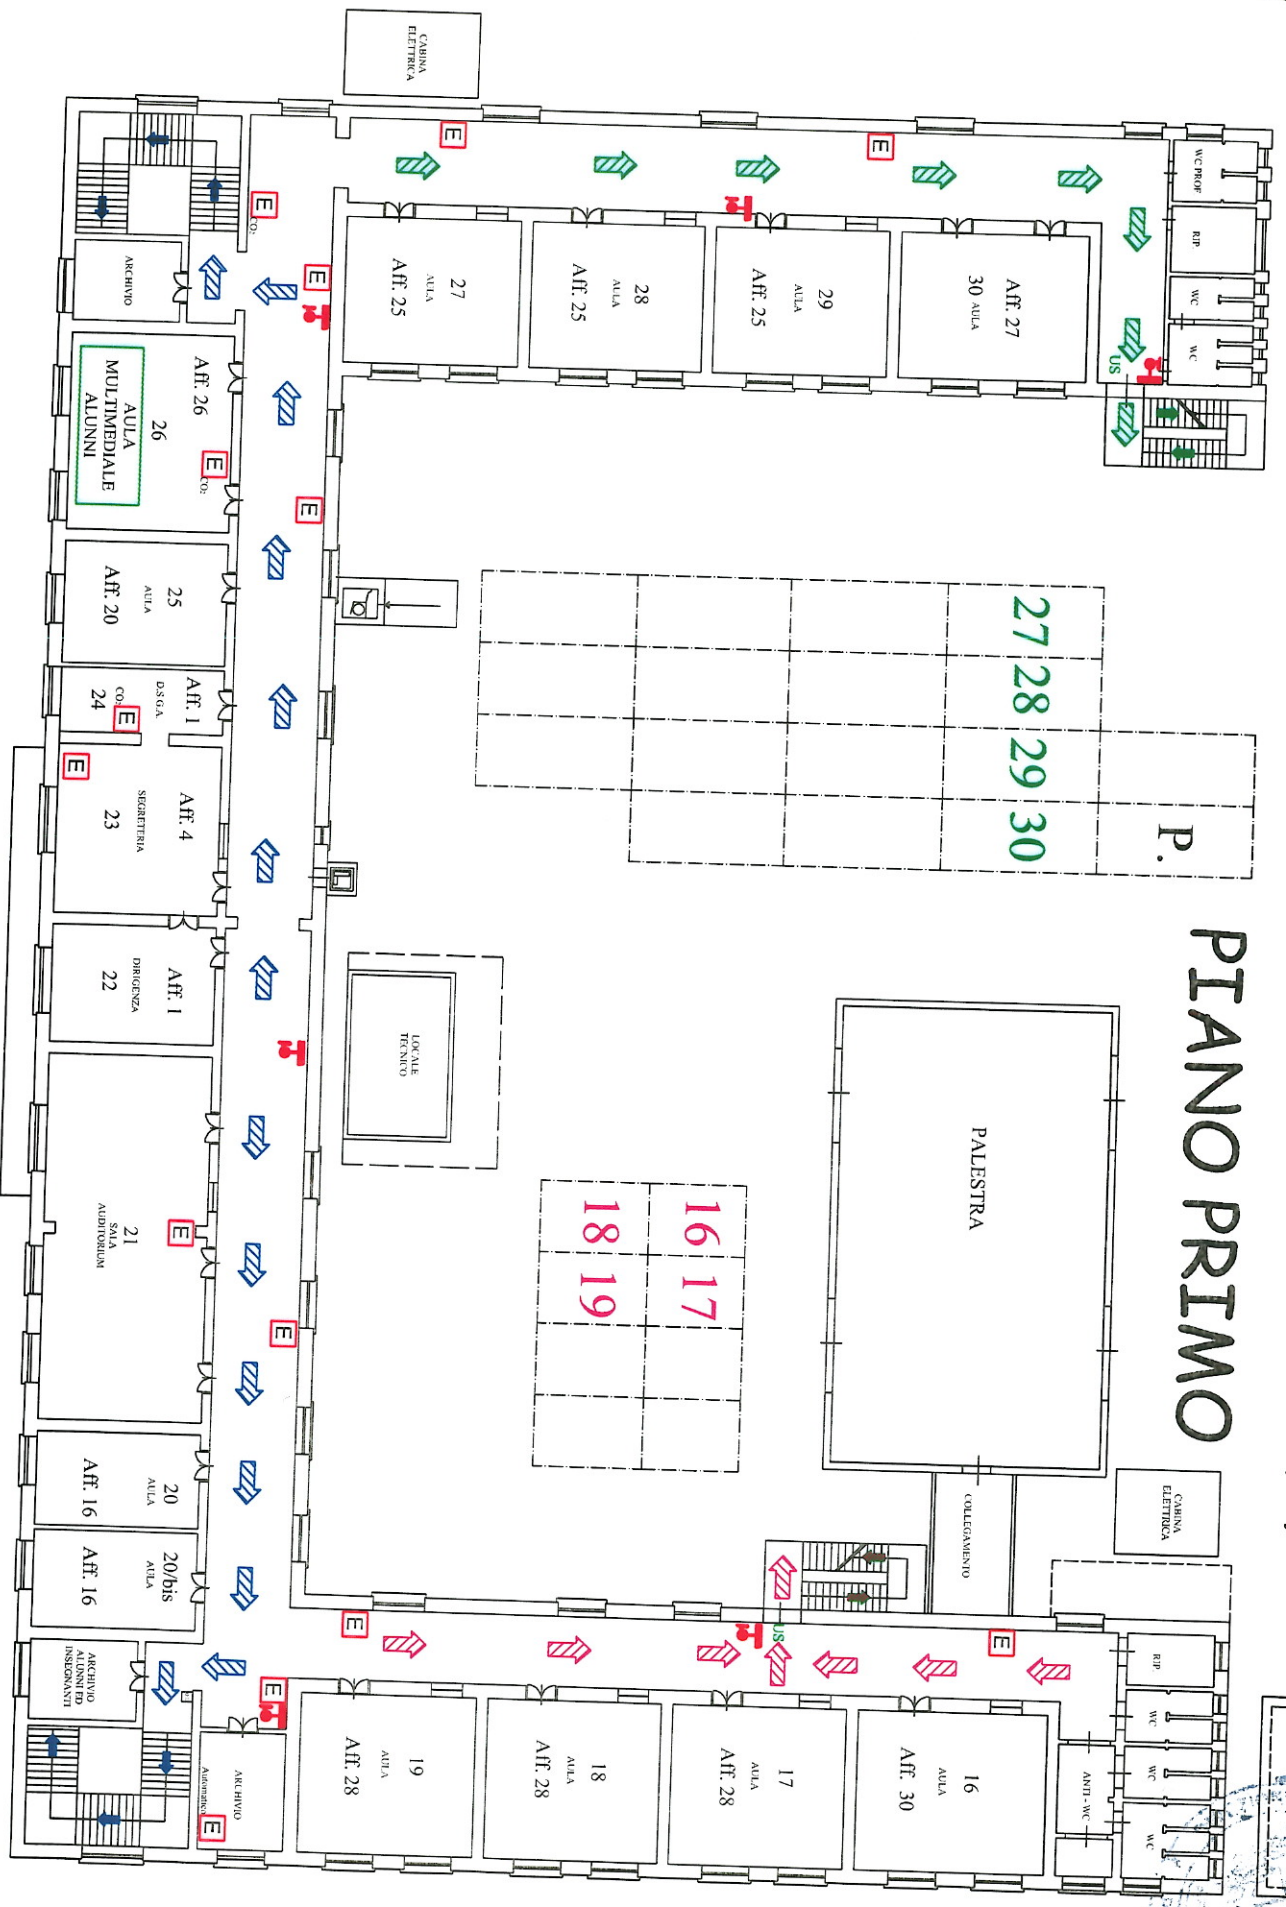 PIANO PRIMO
CABINA
ELETTRICA
WC PROF
RIP
WC
WC
US
27
AULA
Aff. 25
28
AULA
Aff. 25
29
AULA
Aff. 25
Aff. 27
30 AULA
E
E
E
CO2
E
ARCHIVIO
Aff. 26
26
AULA
MULTIMEDIALE
ALUNNI
E
CO2
E
25
AULA
Aff. 20
Aff. 1
D.S.G.A.
CO2
24
E
E
Aff. 4
SEGRETERIA
23
Aff. 1
DIRIGENZA
22
21
SALA
AUDITORIUM
E
E
20
AULA
Aff. 16
20/bis
AULA
Aff. 16
ARCHIVIO
ALUNNI ED
INSEGNANTI
27 28 29 30
P.
LOCALE
TECNICO
PALESTRA
16 17
18 19
COLLEGAMENTO
CABINA
ELETTRICA
US
E
E
E
RIP
WC
WC
WC
ANTI - WC
16
AULA
Aff. 30
17
AULA
Aff. 28
18
AULA
Aff. 28
19
AULA
Aff. 28
ARCHIVIO
Automatico
E